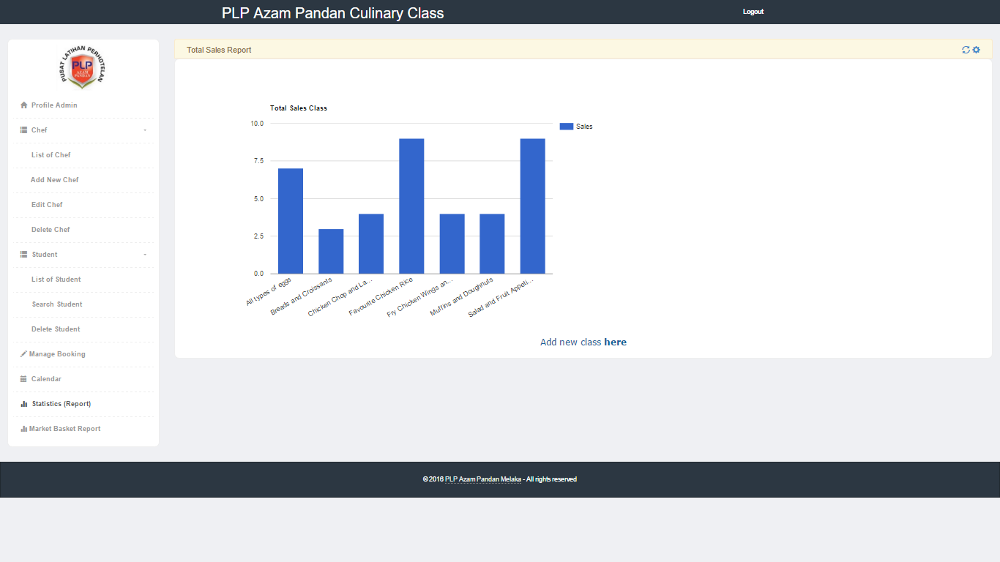 PLP Azam Pandan Culinary Class
Logout
PUSAT LATIHAN PERHOTELAN
PLP
AZAM
PANDAN
Profile Admin
Chef
List of Chef
Add New Chef
Edit Chef
Delete Chef
Student
List of Student
Search Student
Delete Student
Manage Booking
Calendar
Statistics (Report)
Market Basket Report
Total Sales Report
Total Sales Class
10.0
7.5
5.0
2.5
0.0
Sales
All types of eggs
Breads and Croissants
Chicken Chop and La...
Favourite Chicken Rice
Fry Chicken Wings an...
Muffins and Doughnuts
Salad and Fruit Appeti...
Add new class here
© 2016 PLP Azam Pandan Melaka - All rights reserved